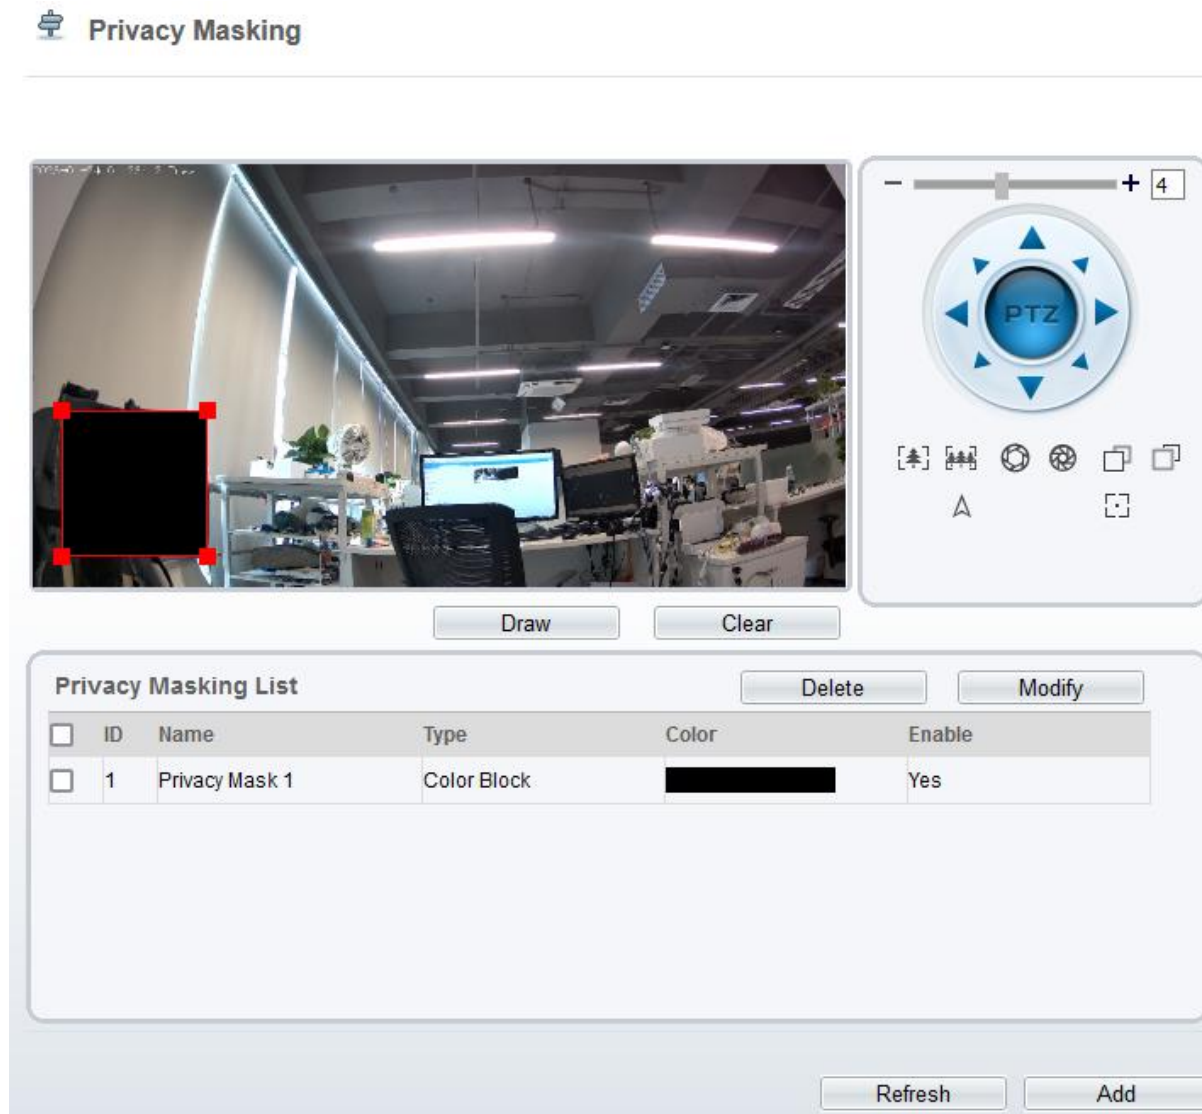 Privacy Masking
4
PTZ
Draw
Clear
Privacy Masking List
Delete
Modify
ID Name Type Color Enable
1 Privacy Mask 1 Color Block Yes
Refresh
Add